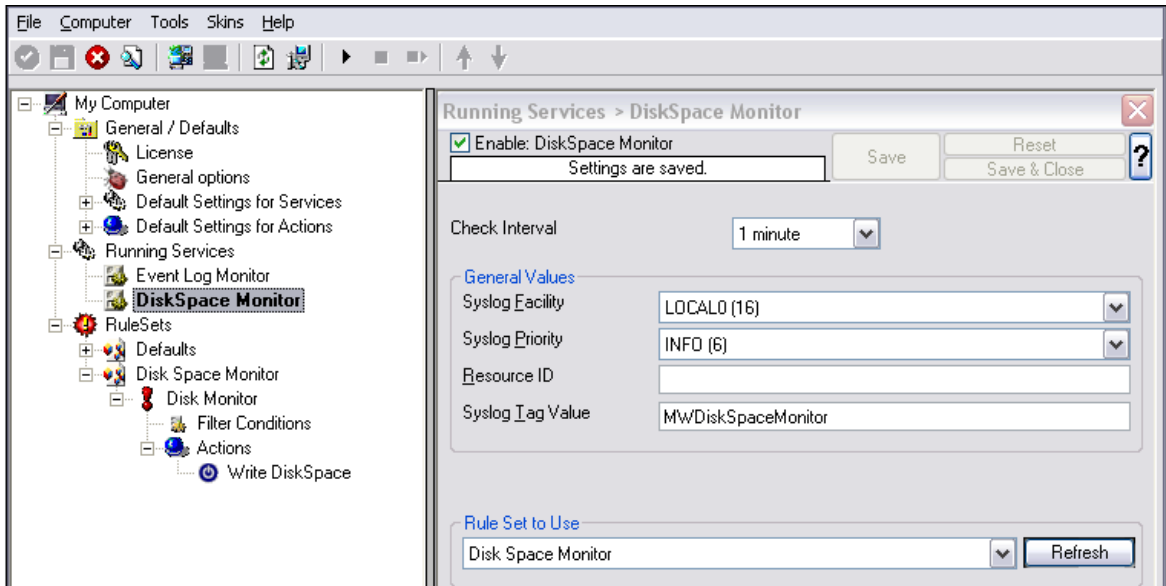 File Computer Tools Skins Help
My Computer
General / Defaults
License
General options
Default Settings for Services
Default Settings for Actions
Running Services
Event Log Monitor
DiskSpace Monitor
RuleSets
Defaults
Disk Space Monitor
Disk Monitor
Filter Conditions
Actions
Write DiskSpace
Running Services > DiskSpace Monitor
Enable: DiskSpace Monitor
Settings are saved.
Save
Reset
Save & Close
?
Check Interval
1 minute
General Values
Syslog Facility
LOCAL0 (16)
Syslog Priority
INFO (6)
Resource ID
Syslog Tag Value
MWDiskSpaceMonitor
Rule Set to Use
Disk Space Monitor
Refresh